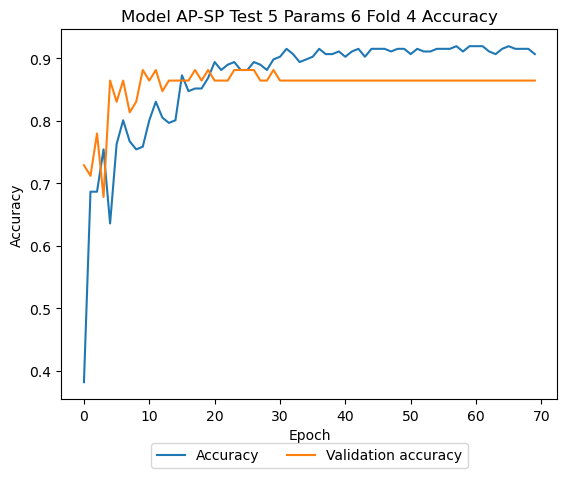 Model AP-SP Test 5 Params 6 Fold 4 Accuracy
Accuracy
0.9
0.8
0.7
0.6
0.5
0.4
0 10 20 30 40 50 60 70
Epoch
Accuracy Validation accuracy